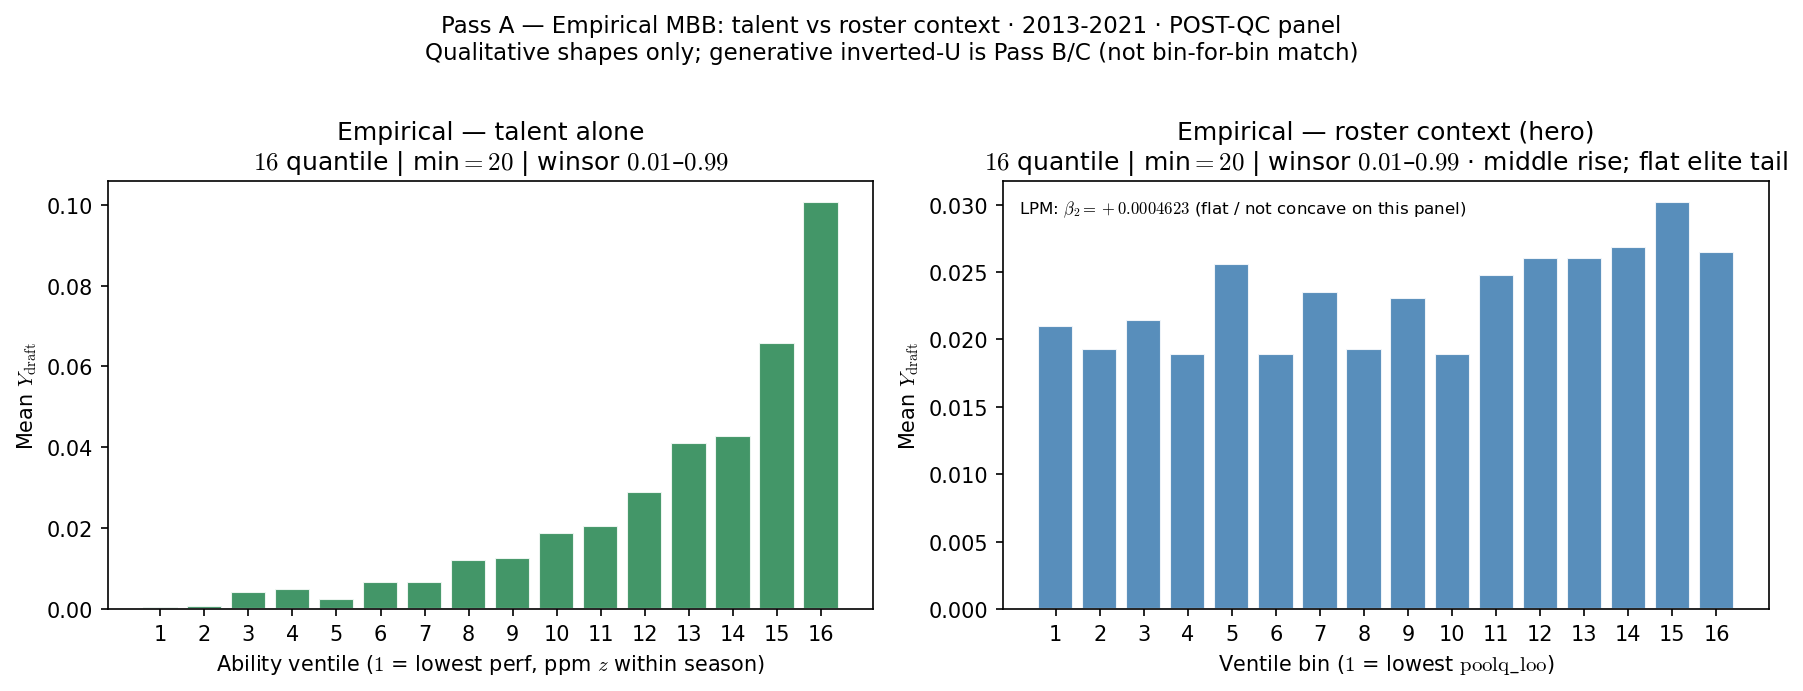 Pass A — Empirical MBB: talent vs roster context · 2013-2021 · POST-QC panel
Qualitative shapes only; generative inverted-U is Pass B/C (not bin-for-bin match)
Empirical — talent alone
16 quantile | min = 20 | winsor 0.01–0.99
Mean Y_draft
0.10
0.08
0.06
0.04
0.02
0.00
1 2 3 4 5 6 7 8 9 10 11 12 13 14 15 16
Ability ventile (1 = lowest perf, ppm z within season)
Empirical — roster context (hero)
16 quantile | min = 20 | winsor 0.01–0.99 · middle rise; flat elite tail
LPM: β₂ = +0.0004623 (flat / not concave on this panel)
Mean Y_draft
0.030
0.025
0.020
0.015
0.010
0.005
0.000
1 2 3 4 5 6 7 8 9 10 11 12 13 14 15 16
Ventile bin (1 = lowest poolq_loo)